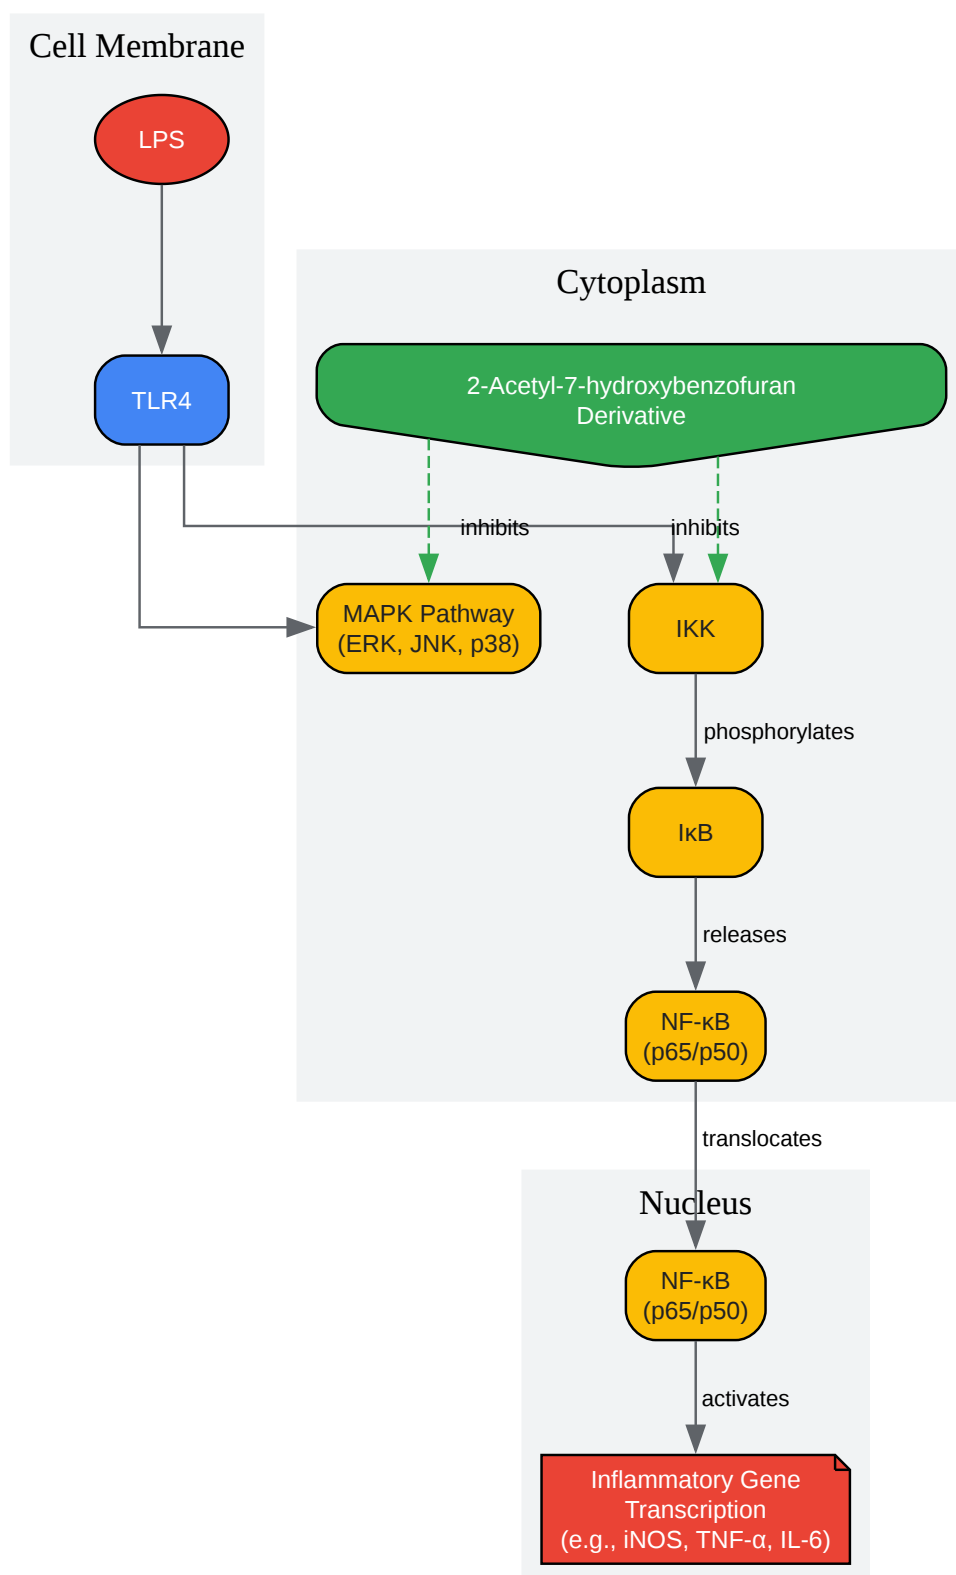 Cell Membrane
LPS
Cytoplasm
TLR4
2-Acetyl-7-hydroxybenzofuran
Derivative
inhibits
inhibits
MAPK Pathway
(ERK, JNK, p38)
IKK
phosphorylates
IκB
releases
NF-κB
(p65/p50)
translocates
Nucleus
NF-κB
(p65/p50)
activates
Inflammatory Gene
Transcription
(e.g., iNOS, TNF-α, IL-6)